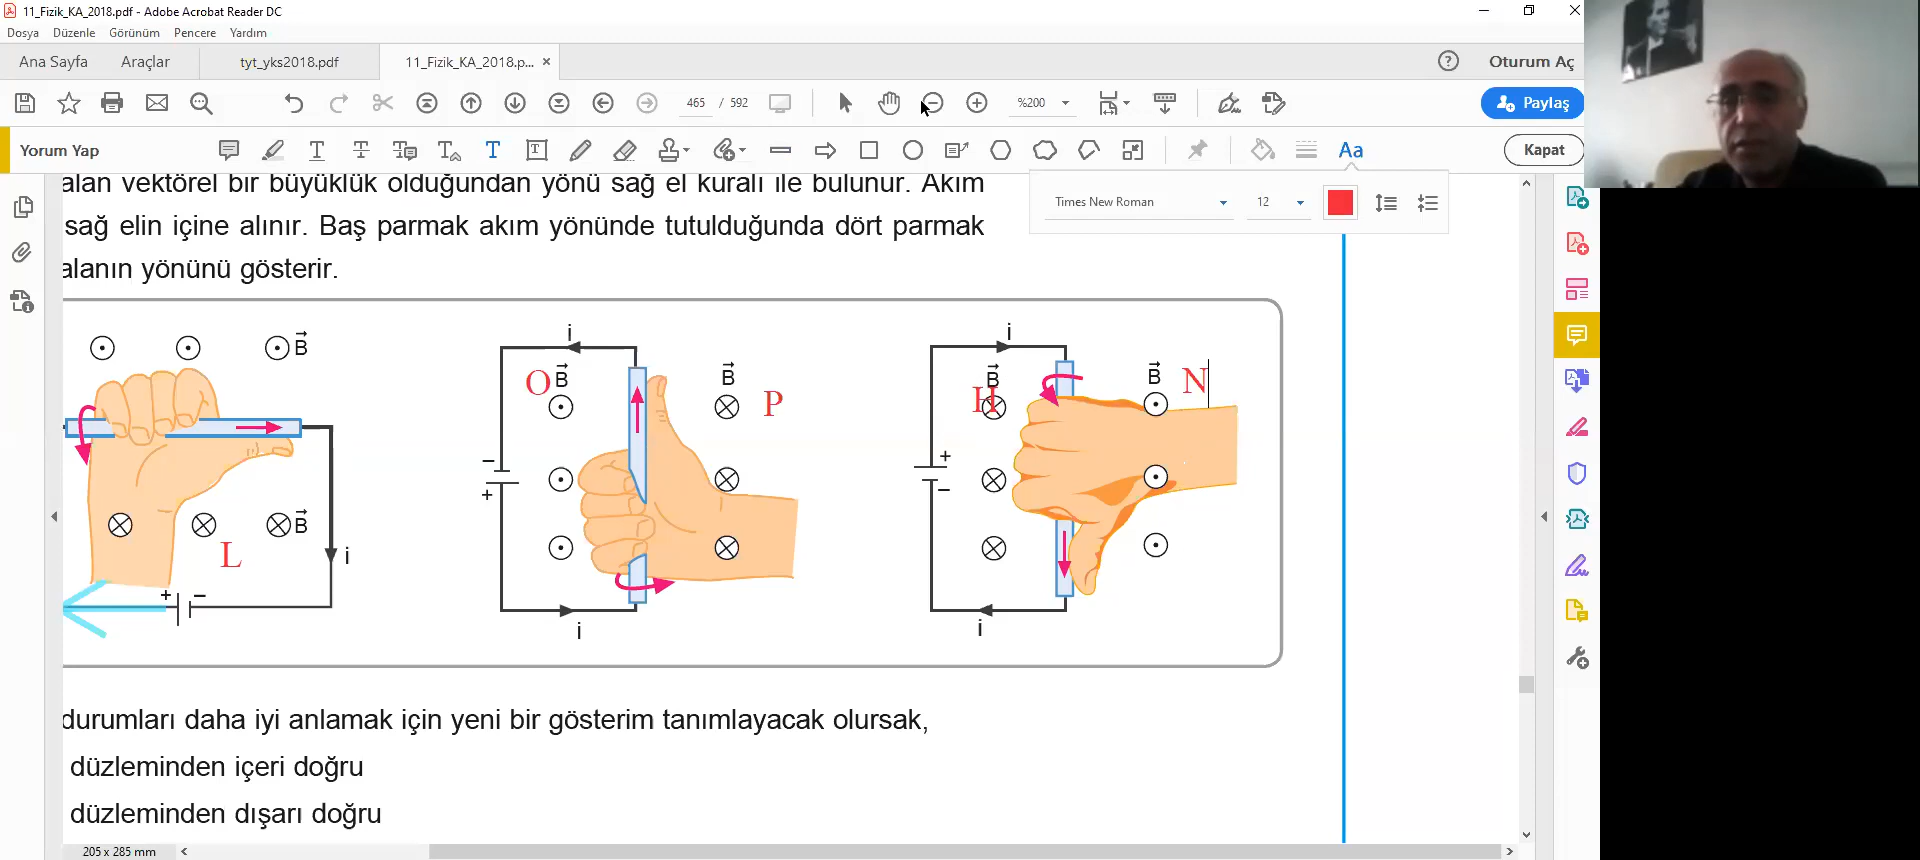 11_Fizik_KA_2018.pdf - Adobe Acrobat Reader DC
Dosya Düzenle Görünüm Pencere Yardım
Ana Sayfa Araçlar tyt_yks2018.pdf 11_Fizik_KA_2018.p... × Oturum Aç
465 / 592 %200 Paylaş
Yorum Yap Aa Kapat
Times New Roman 12
alan vektörel bir büyüklük olduğundan yönü sağ el kuralı ile bulunur. Akım
sağ elin içine alınır. Baş parmak akım yönünde tutulduğunda dört parmak
alanın yönünü gösterir.
i i
B O B B P H B B N
- + + -
B
L i
+ -
i i
durumları daha iyi anlamak için yeni bir gösterim tanımlayacak olursak,
düzleminden içeri doğru
düzleminden dışarı doğru
205 x 285 mm